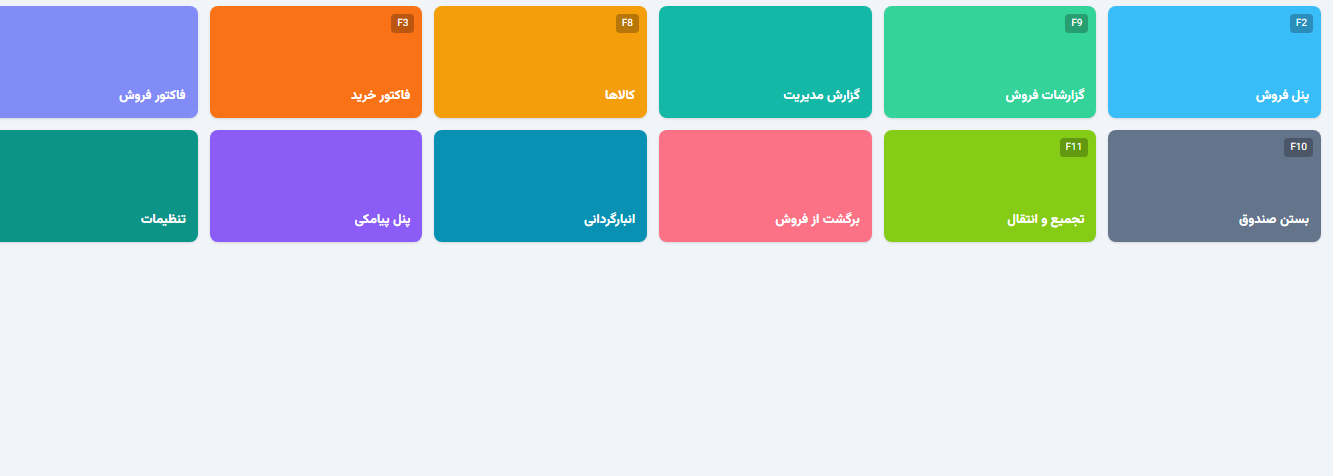 F2
پنل فروش
F9
گزارشات فروش
گزارش مدیریت
F8
کالاها
F3
فاکتور خرید
فاکتور فروش
F10
بستن صندوق
F11
تجمیع و انتقال
برگشت از فروش
انبارگردانی
پنل پیامکی
تنظیمات